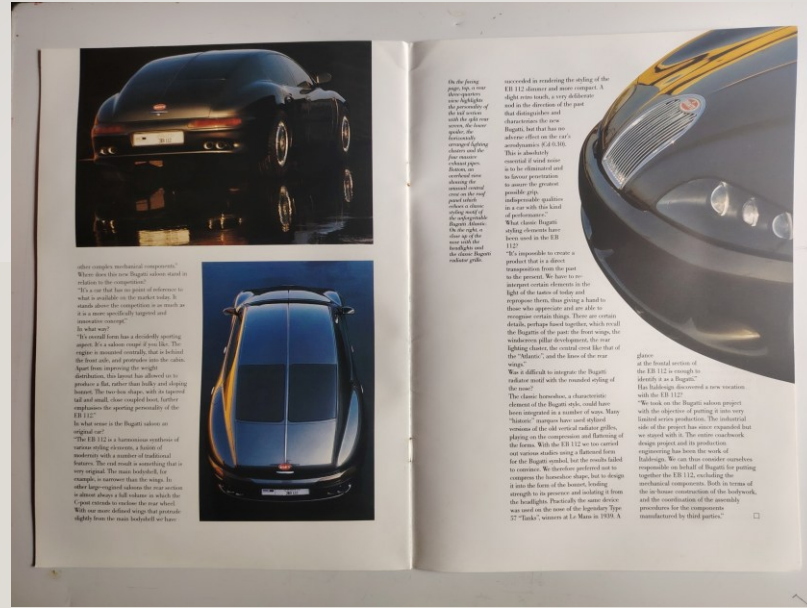 other complex mechanical components."
Where does this new Bugatti saloon stand in
relation to the competition?
"It's a car that has no point of reference to
what is available on the market today. It
stands above the competition in as much as
it is a more specifically targeted and
innovative concept."
In what way?
"It's overall form has a decidedly sporting
aspect. It's a saloon coupé if you like. The
engine is mounted centrally, that is behind
the front axle, and protrudes into the cabin.
Apart from improving the weight
distribution, this layout has allowed us to
produce a flat, rather than bulky and sloping
bonnet. The two-box shape, with its tapered
tail and small, close coupled boot, further
emphasises the sporting personality of the
EB 112"
In what sense is the Bugatti saloon an
original car?
"The EB 112 is a harmonious synthesis of
various styling elements, a fusion of
modernity with a number of traditional
features. The end result is something that is
very original. The main bodyshell, for
example, is narrower than the wings. In
other large-engined saloons the rear section
is almost always a full volume in which the
C-post extends to enclose the rear wheel.
With our more defined wings that protrude
slightly from the main bodyshell we have
On the facing
page, top, a rear
three-quarters
view highlights
the personality of
the tail section
with the split rear
screen, the lower
spoiler, the
horizontally
arranged lighting
clusters and the
four massive
exhaust pipes.
Bottom, an
overhead view
showing the
unusual central
crest on the roof
panel which
echoes a classic
styling motif of
the unforgettable
Bugatti Atlantic.
On the right, a
close up of the
nose with the
headlights and
the classic Bugatti
radiator grille.
succeeded in rendering the styling of the
EB 112 slimmer and more compact. A
slight retro touch, a very deliberate
nod in the direction of the past
that distinguishes and
characterises the new
Bugatti, but that has no
adverse effect on the car's
aerodynamics (Cd 0.30).
This is absolutely
essential if wind noise
is to be eliminated and
to favour penetration
to assure the greatest
possible grip,
indispensable qualities
in a car with this kind
of performance."
What classic Bugatti
styling elements have
been used in the EB
112?
"It's impossible to create a
product that is a direct
transposition from the past
to the present. We have to re-
interpret certain elements in the
light of the tastes of today and
repropose them, thus giving a hand to
those who appreciate and are able to
recognise certain things. There are certain
details, perhaps fused together, which recall
the Bugattis of the past: the front wings, the
windscreen pillar development, the rear
lighting cluster, the central crest like that of
the "Atlantic", and the lines of the rear
wings."
Was it difficult to integrate the Bugatti
radiator motif with the rounded styling of
the nose?
The classic horseshoe, a characteristic
element of the Bugatti style, could have
been integrated in a number of ways. Many
"historic" marques have used stylized
versions of the old vertical radiator grilles,
playing on the compression and flattening of
the forms. With the EB 112 we too carried
out various studies using a flattened form
for the Bugatti symbol, but the results failed
to convince. We therefore preferred not to
compress the horseshoe shape, but to design
it into the form of the bonnet, lending
strength to its presence and isolating it from
the headlights. Practically the same device
was used on the nose of the legendary Type
57 "Tanks", winners at Le Mans in 1939. A
glance
at the frontal section of
the EB 112 is enough to
identify it as a Bugatti."
Has Italdesign discovered a new vocation
with the EB 112?
"We took on the Bugatti saloon project
with the objective of putting it into very
limited series production. The industrial
side of the project has since expanded but
we stayed with it. The entire coachwork
design project and its production
engineering has been the work of
Italdesign. We can thus consider ourselves
responsible on behalf of Bugatti for putting
together the EB 112, excluding the
mechanical components. Both in terms of
the in-house construction of the bodywork,
and the coordination of the assembly
procedures for the components
manufactured by third parties."